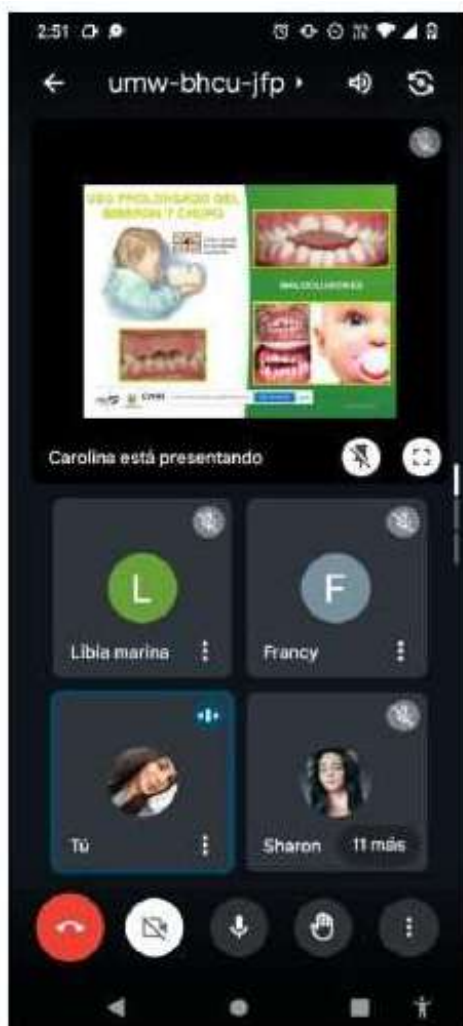 2:51
umw-bhcu-jfp
USO PROLONGADO DEL
BIBERON Y CHUPO
MALOCLUSIONES
Carolina está presentando
L
F
Libia marina
Francy
Tú
Sharon
11 más